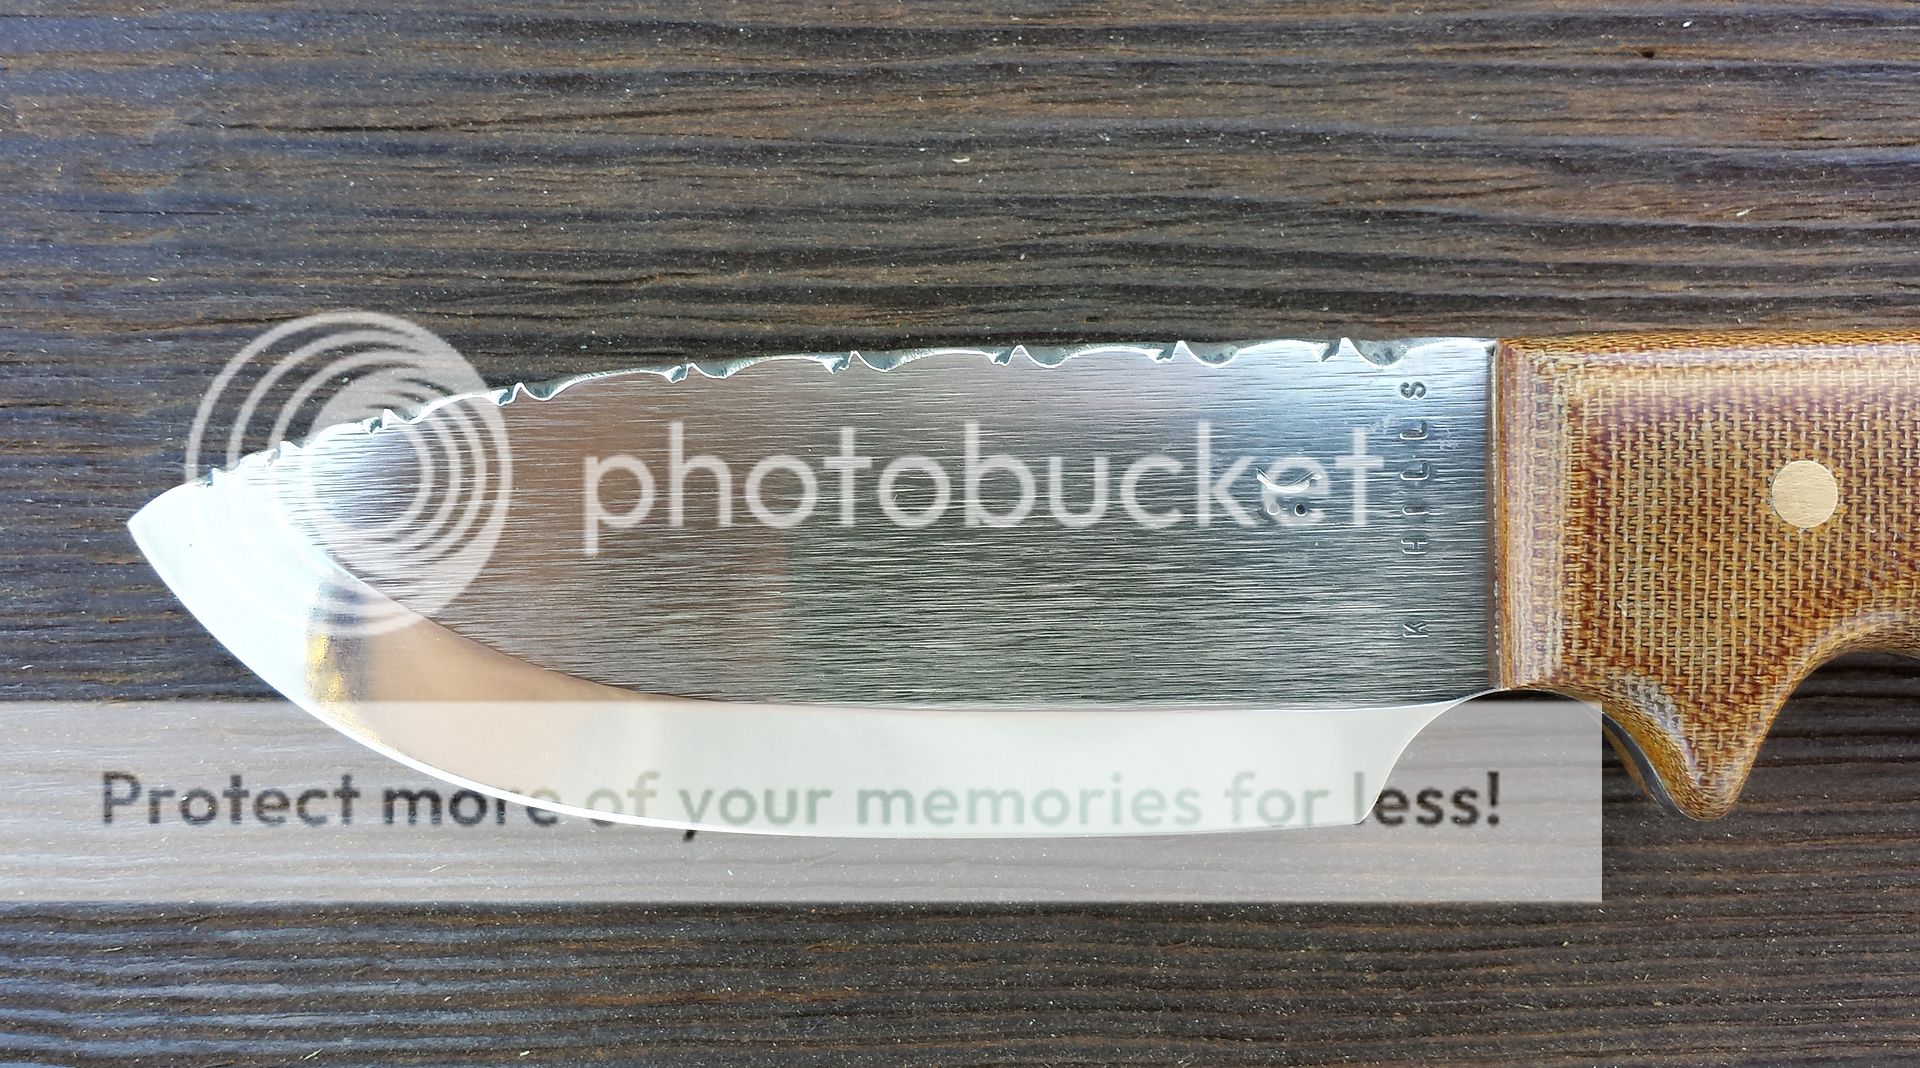 photobucket
K HILLS
Protect more of your memories for less!